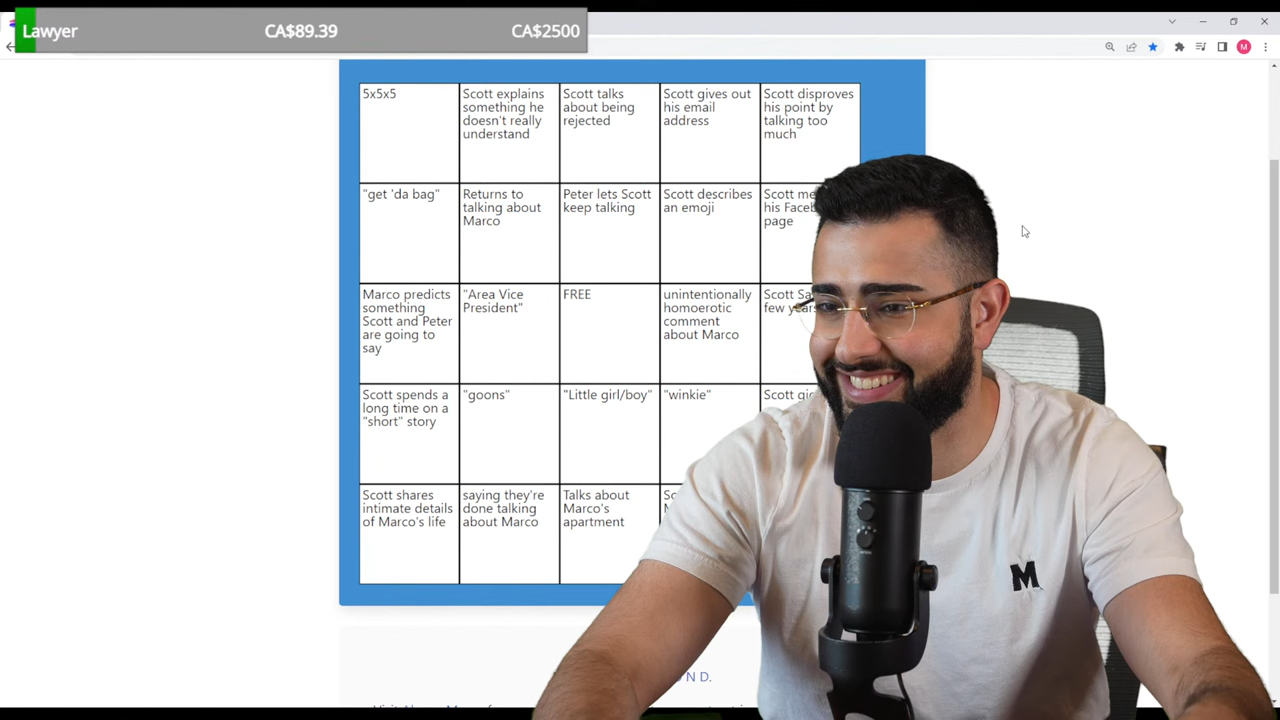 Lawyer CA$89.39 CA$2500
M
5x5x5
Scott explains
something he
doesn't really
understand
Scott talks
about being
rejected
Scott gives out
his email
address
Scott disproves
his point by
talking too
much
"get 'da bag"
Returns to
talking about
Marco
Peter lets Scott
keep talking
Scott describes
an emoji
Scott
his
page
Marco predicts
something
Scott and Peter
are going to
say
"Area Vice
President"
FREE
unintentionally
homoerotic
comment
about Marco
Scott
few
Scott spends a
long time on a
"short" story
"goons"
"Little girl/boy"
"winkie"
Scott
Scott shares
intimate details
of Marco's life
saying they're
done talking
about Marco
Talks about
Marco's
apartment
M
N D.